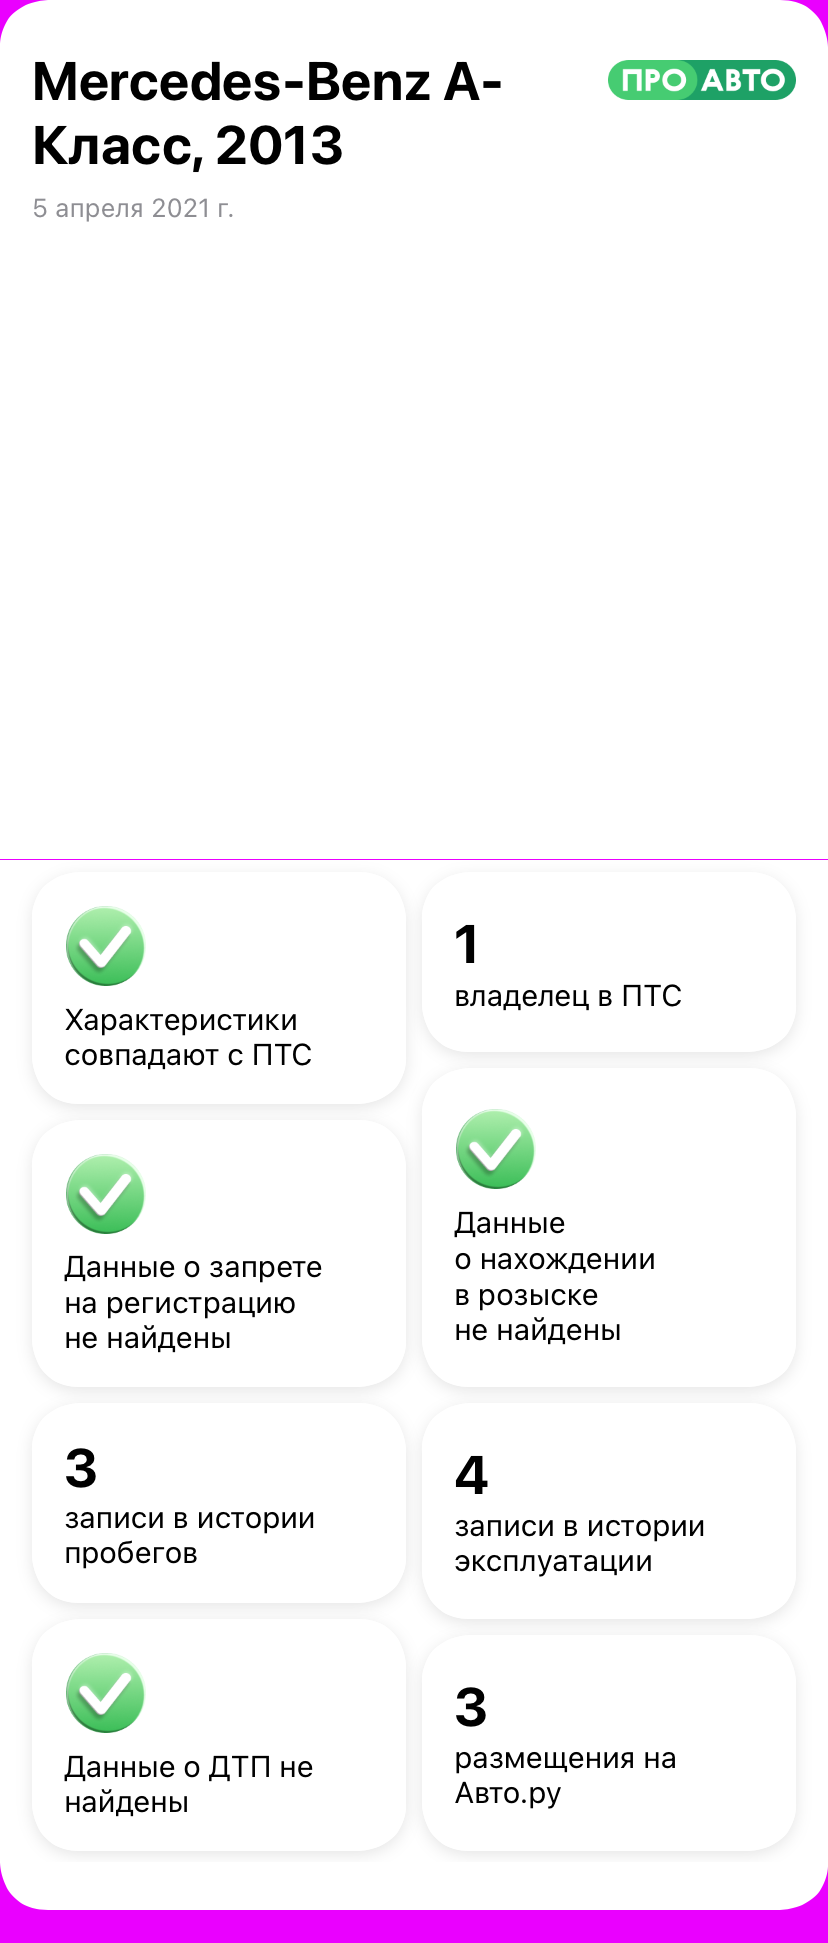 Mercedes-Benz A-
Класс, 2013
ПРО АВТО
5 апреля 2021 г.
Характеристики
совпадают с ПТС
1
владелец в ПТС
Данные о запрете
на регистрацию
не найдены
Данные
о нахождении
в розыске
не найдены
3
записи в истории
пробегов
4
записи в истории
эксплуатации
Данные о ДТП не
найдены
3
размещения на
Авто.ру